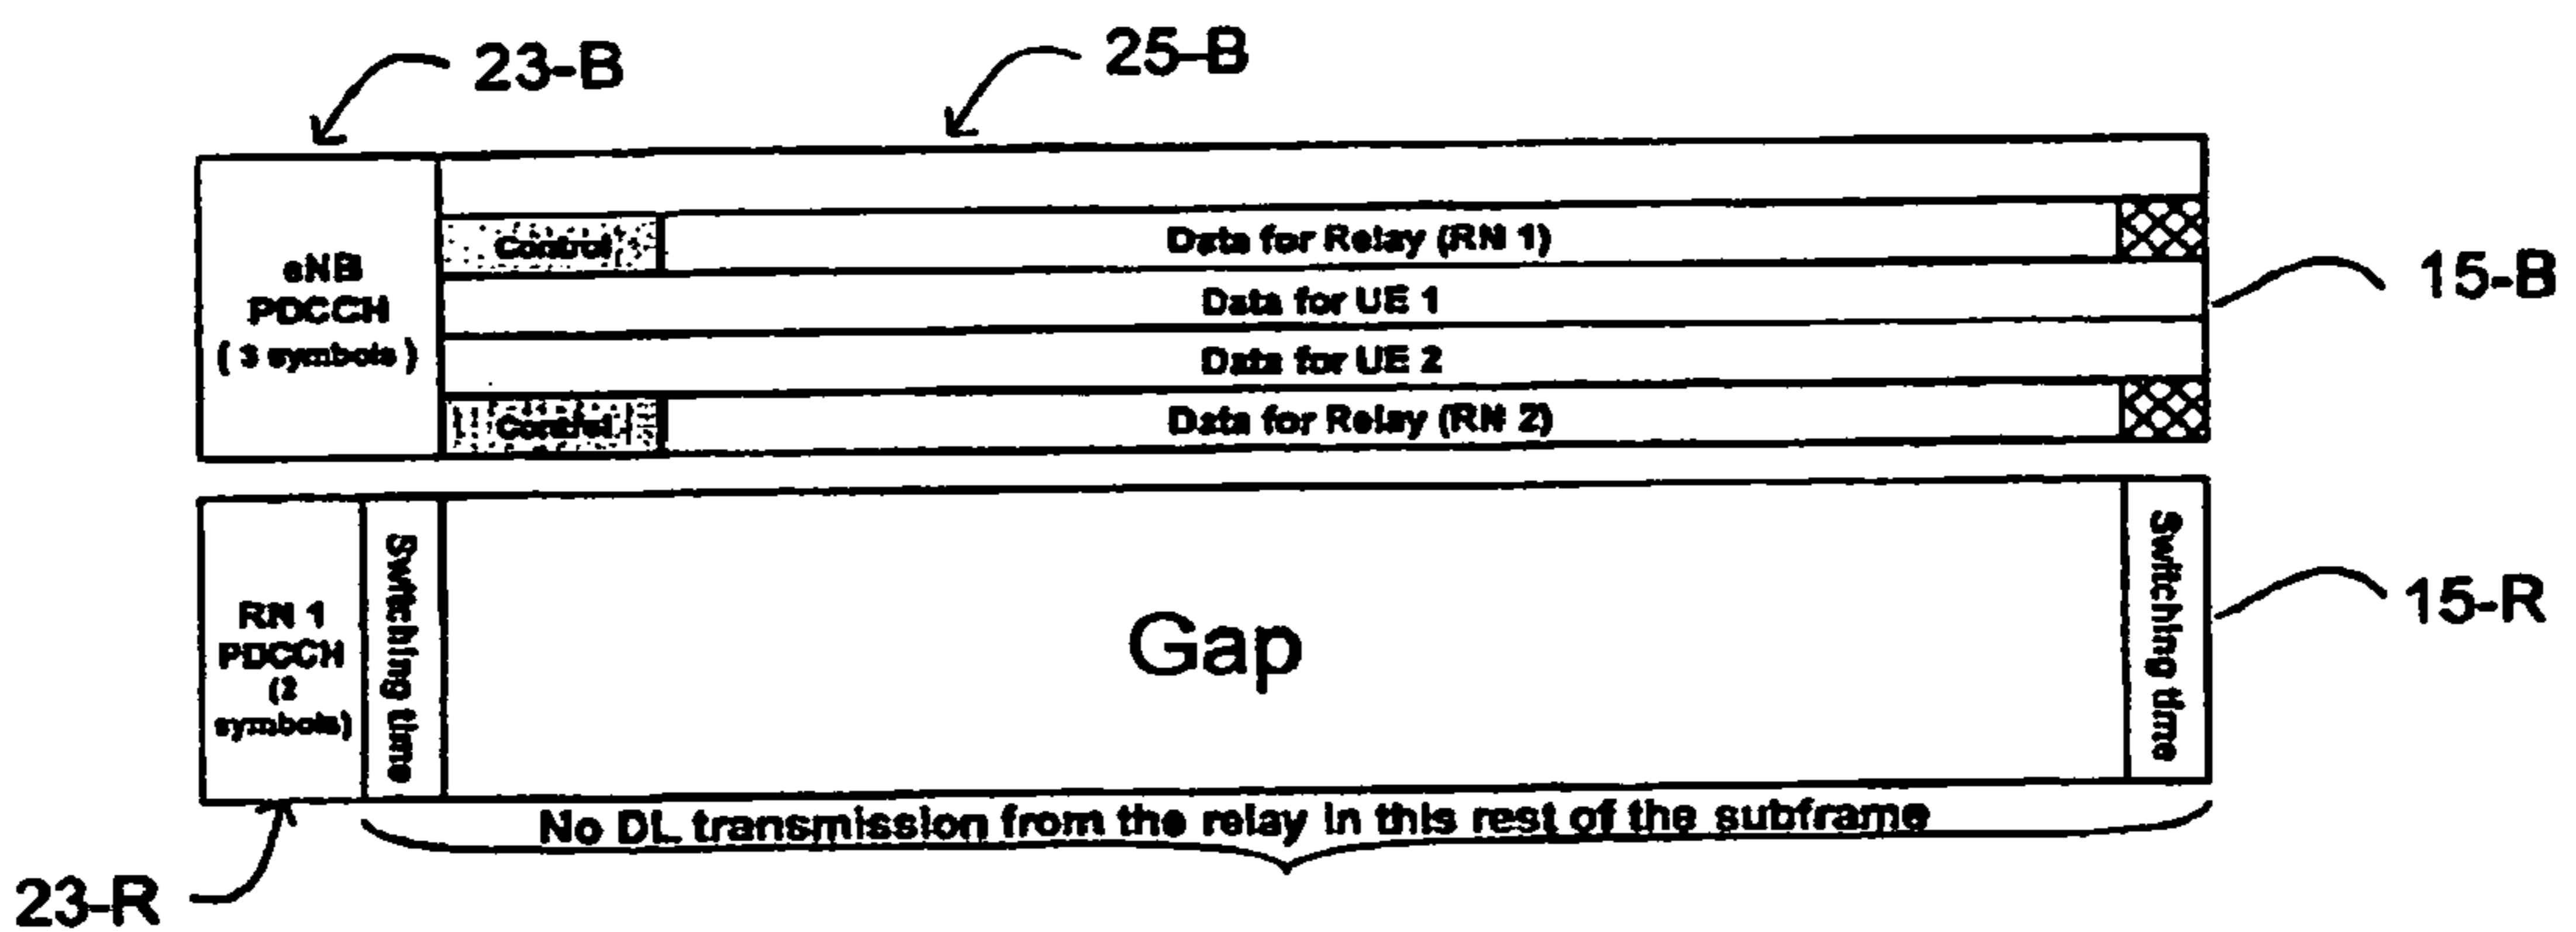 23-B
25-B
eNB
PDCCH
( 3 symbols )
Control
Data for Relay (RN 1)
Data for UE 1
Data for UE 2
Control
Data for Relay (RN 2)
15-B
RN 1
PDCCH
(2
symbols)
Switching time
Gap
Switching time
15-R
No DL transmission from the relay in this rest of the subframe
23-R